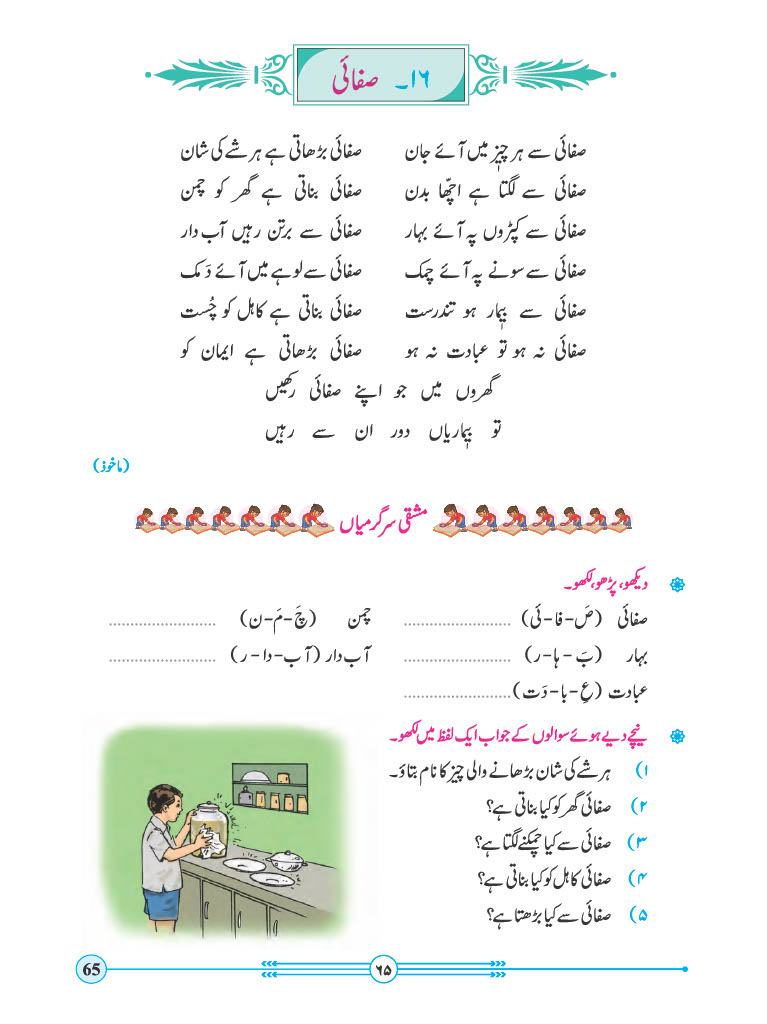 ۱۶۔ صفائی
صفائی سے ہر چیز میں آئے جان صفائی بڑھاتی ہے ہر شے کی شان
صفائی سے لگتا ہے اچّھا بدن صفائی بناتی ہے گھر کو چمن
صفائی سے کپڑوں پہ آئے بہار صفائی سے برتن رہیں آب دار
صفائی سے سونے پہ آئے چمک صفائی سے لوہے میں آئے دَمک
صفائی سے بیمار ہو تندرست صفائی بناتی ہے کاہل کو چُست
صفائی نہ ہو تو عبادت نہ ہو صفائی بڑھاتی ہے ایمان کو
گھروں میں جو اپنے صفائی رکھیں
تو بیماریاں دور ان سے رہیں
(ماخوذ)
مشقی سرگرمیاں
دیکھو، پڑھو، لکھو۔
صفائی (صَ - فا - ئی) ......................... چمن (چَ - مَ - ن) .........................
بہار (بَ - ہا - ر) ......................... آب دار (آب - دا - ر) .........................
عبادت (عِ - با - دَت) .........................
نیچے دیے ہوئے سوالوں کے جواب ایک لفظ میں لکھو۔
۱) ہر شے کی شان بڑھانے والی چیز کا نام بتاؤ۔
۲) صفائی گھر کو کیا بناتی ہے؟
۳) صفائی سے کیا چمکنے لگتا ہے؟
۴) صفائی کاہل کو کیا بناتی ہے؟
۵) صفائی سے کیا بڑھتا ہے؟
65 ۶۵